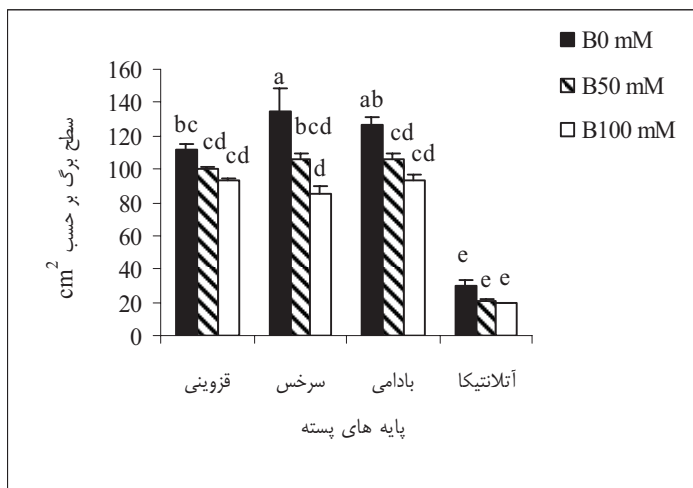 B0 mM
B50 mM
B100 mM
سطح برگ بر حسب cm²
160
140
120
100
80
60
40
20
0
bc
cd
cd
a
bcd
d
ab
cd
cd
e
e
e
قزوینی
سرخس
بادامی
آتلانتیکا
پایه های پسته